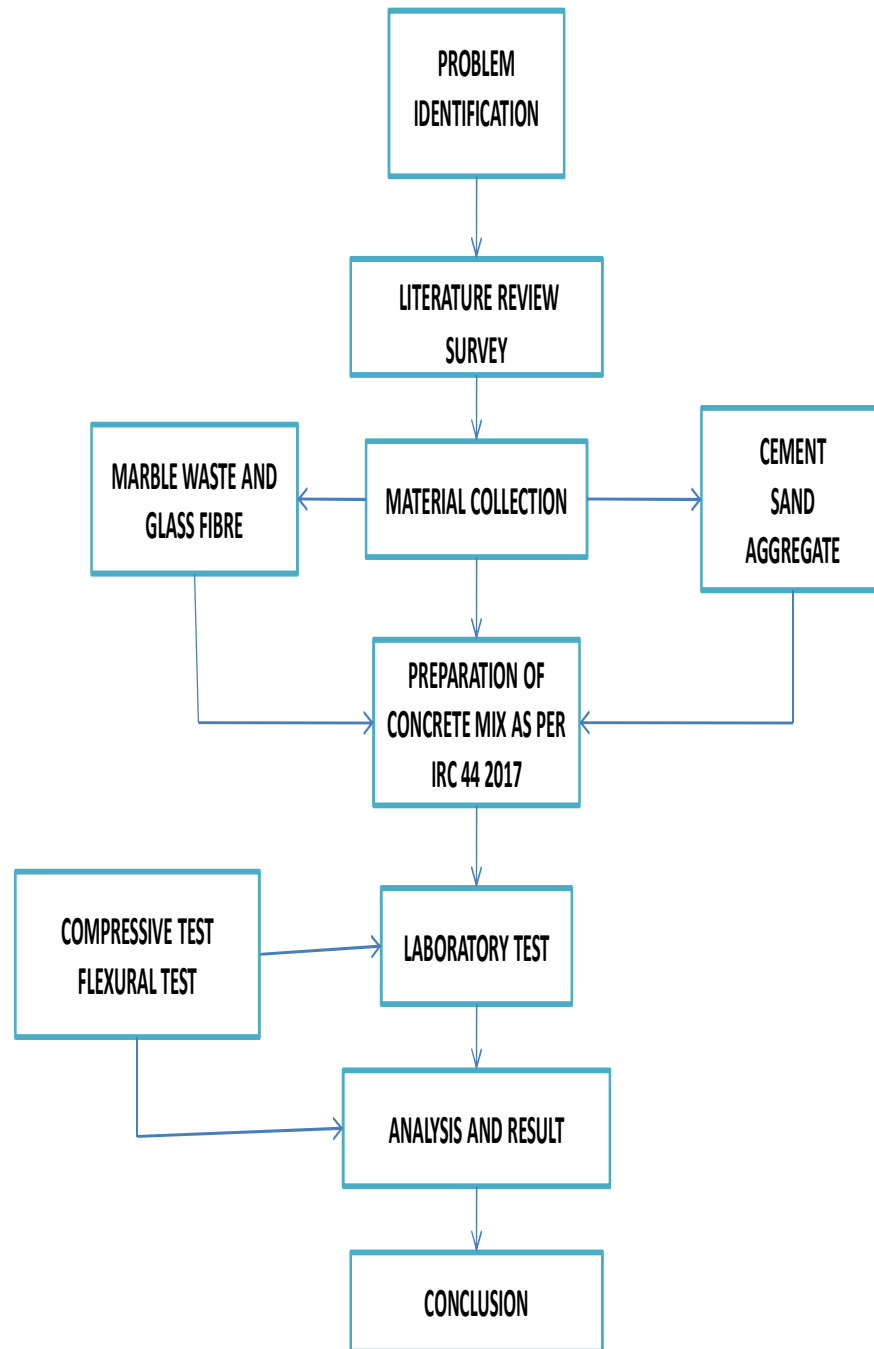 PROBLEM
IDENTIFICATION
LITERATURE REVIEW
SURVEY
MARBLE WASTE AND
GLASS FIBRE
MATERIAL COLLECTION
CEMENT
SAND
AGGREGATE
PREPARATION OF
CONCRETE MIX AS PER
IRC 44 2017
COMPRESSIVE TEST
FLEXURAL TEST
LABORATORY TEST
ANALYSIS AND RESULT
CONCLUSION